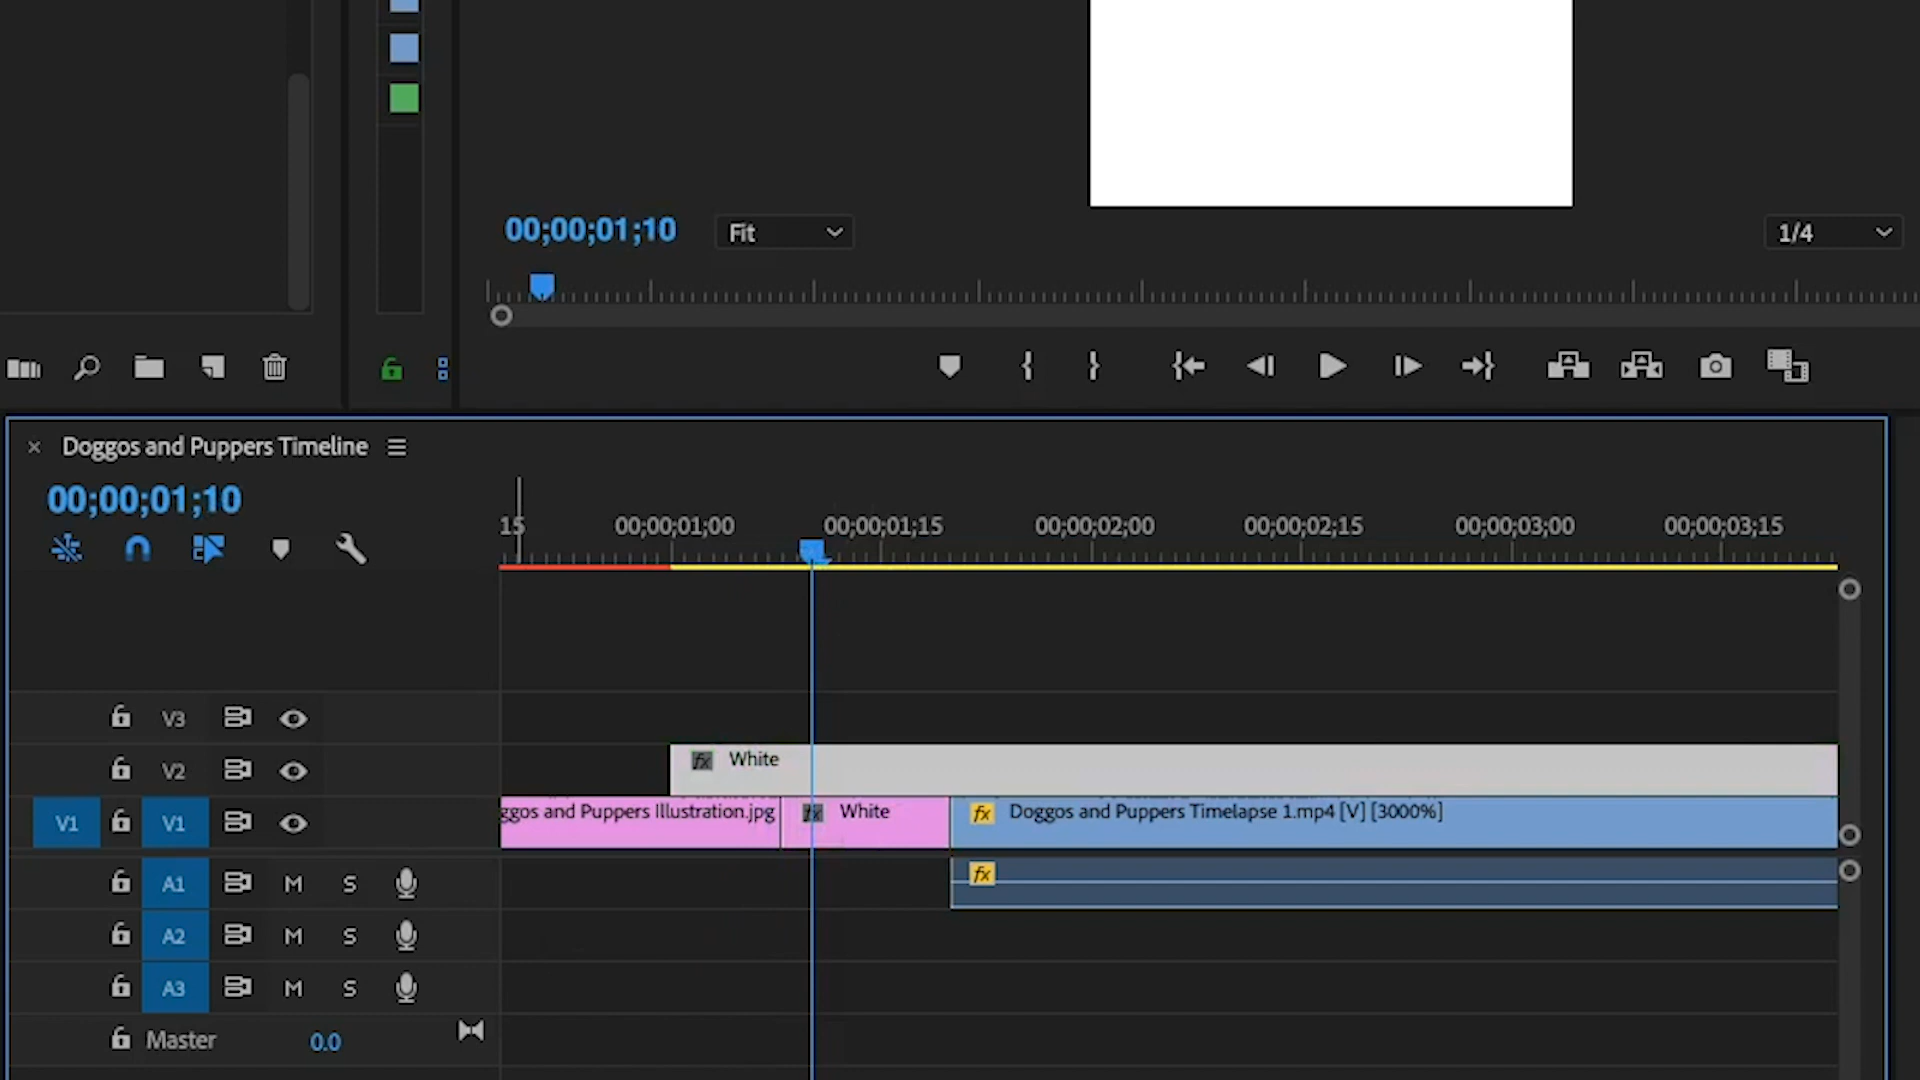 00;00;01;10 Fit 1/4
Doggos and Puppers Timeline
00;00;01;10
15 00;00;01;00 00;00;01;15 00;00;02;00 00;00;02;15 00;00;03;00 00;00;03;15
V3
V2 fx White
V1 V1 ggos and Puppers Illustration.jpg fx White fx Doggos and Puppers Timelapse 1.mp4 [V] [3000%]
A1 M S fx
A2 M S
A3 M S
Master 0.0